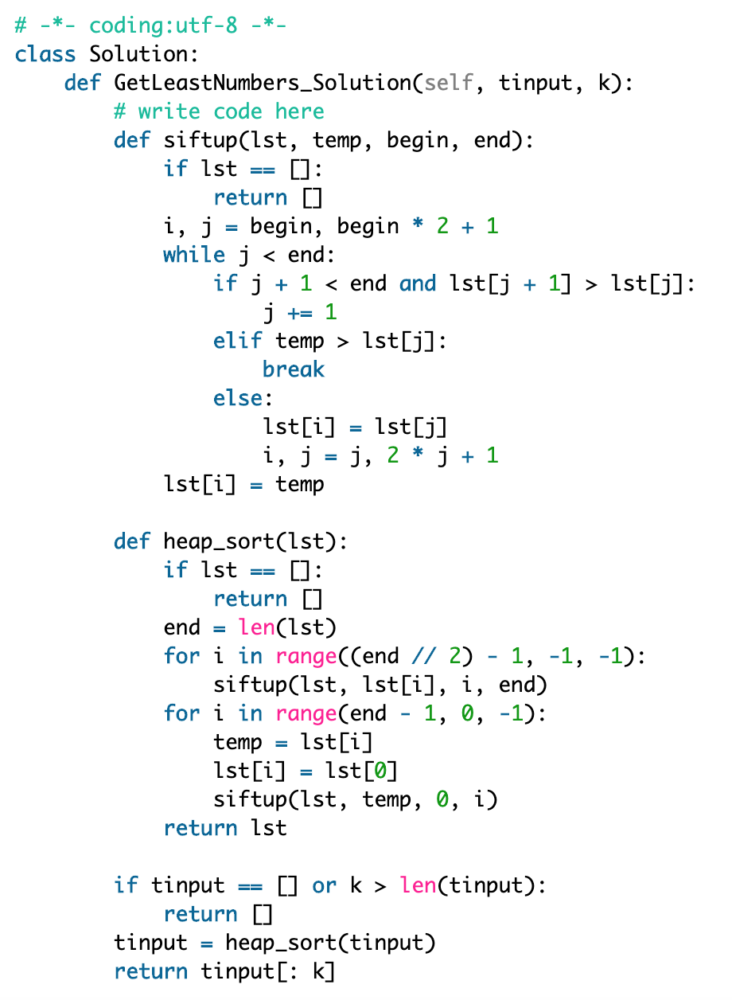 # -*- coding:utf-8 -*-
class Solution:
    def GetLeastNumbers_Solution(self, tinput, k):
        # write code here
        def siftup(lst, temp, begin, end):
            if lst == []:
                return []
            i, j = begin, begin * 2 + 1
            while j < end:
                if j + 1 < end and lst[j + 1] > lst[j]:
                    j += 1
                elif temp > lst[j]:
                    break
                else:
                    lst[i] = lst[j]
                    i, j = j, 2 * j + 1
            lst[i] = temp

        def heap_sort(lst):
            if lst == []:
                return []
            end = len(lst)
            for i in range((end // 2) - 1, -1, -1):
                siftup(lst, lst[i], i, end)
            for i in range(end - 1, 0, -1):
                temp = lst[i]
                lst[i] = lst[0]
                siftup(lst, temp, 0, i)
            return lst

        if tinput == [] or k > len(tinput):
            return []
        tinput = heap_sort(tinput)
        return tinput[: k]